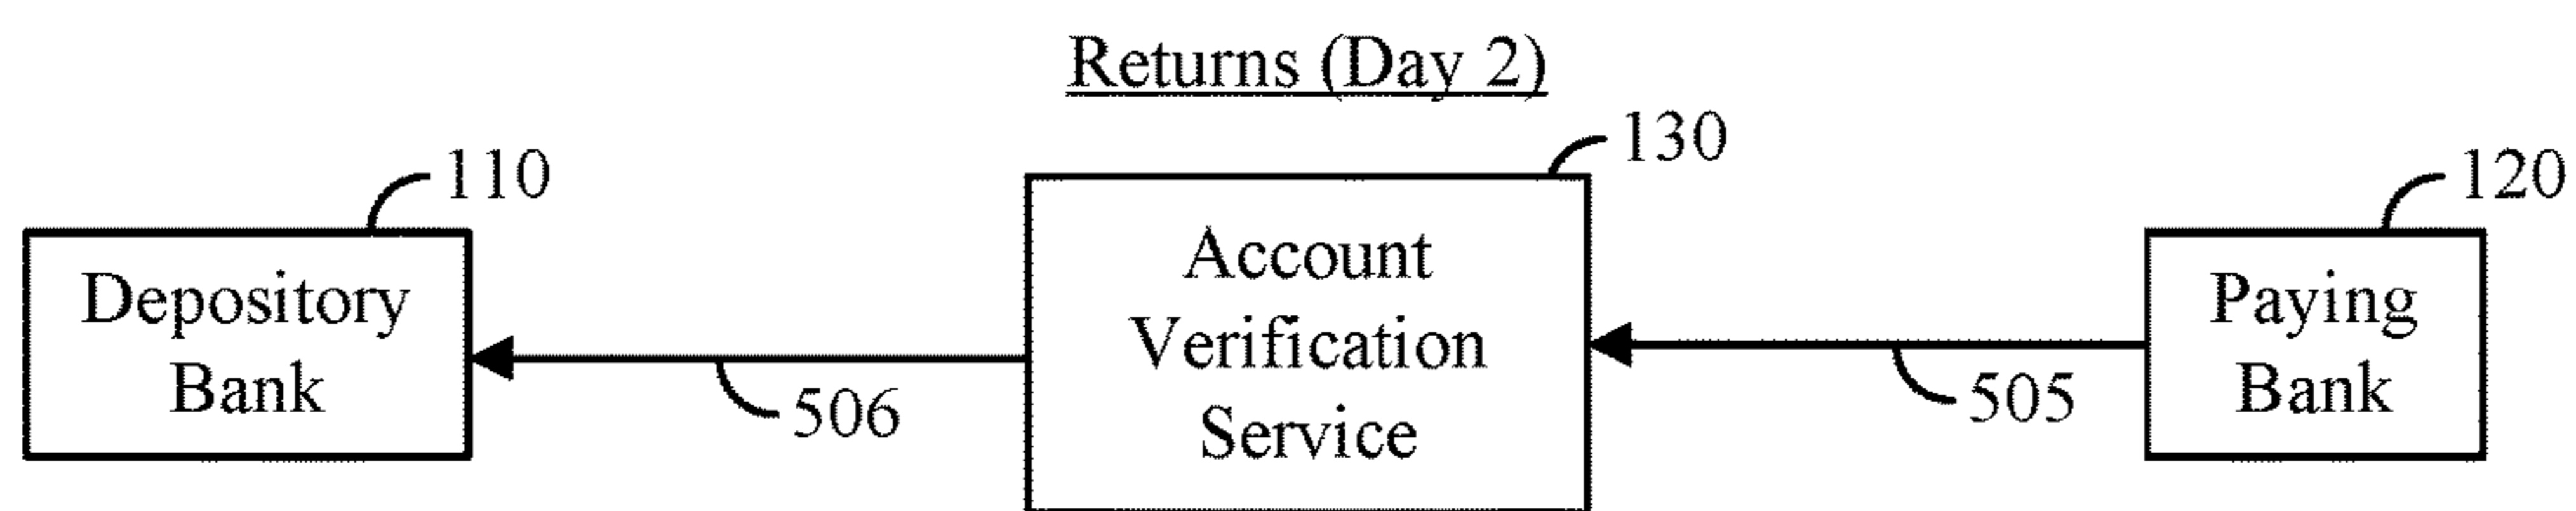 Returns (Day 2)
130
110
120
Depository
Bank
Account
Verification
Service
Paying
Bank
506
505